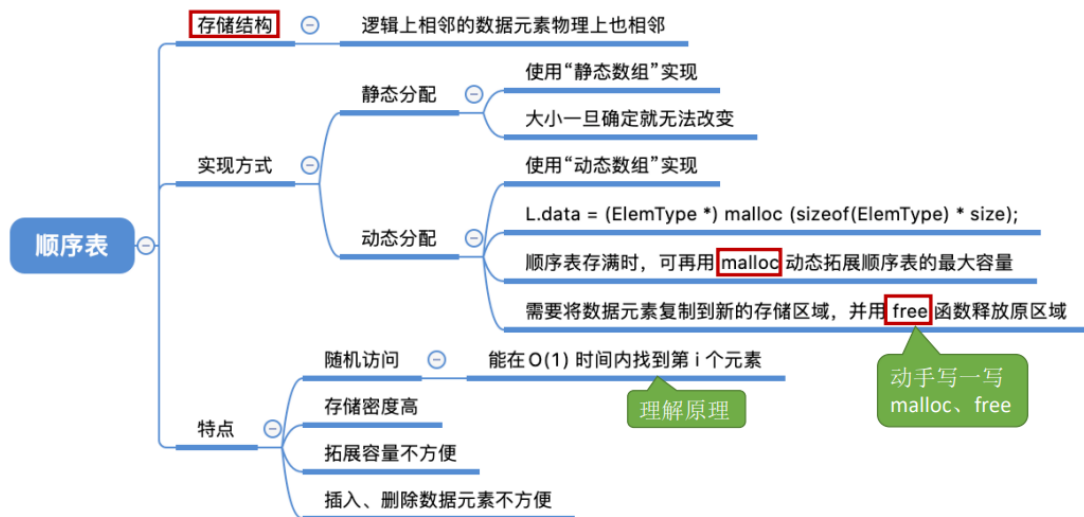 顺序表
存储结构
逻辑上相邻的数据元素物理上也相邻
实现方式
静态分配
使用“静态数组”实现
大小一旦确定就无法改变
动态分配
使用“动态数组”实现
L.data = (ElemType *) malloc (sizeof(ElemType) * size);
顺序表存满时，可再用 malloc 动态拓展顺序表的最大容量
需要将数据元素复制到新的存储区域，并用 free 函数释放原区域
动手写一写
malloc、free
特点
随机访问
能在 O(1) 时间内找到第 i 个元素
理解原理
存储密度高
拓展容量不方便
插入、删除数据元素不方便